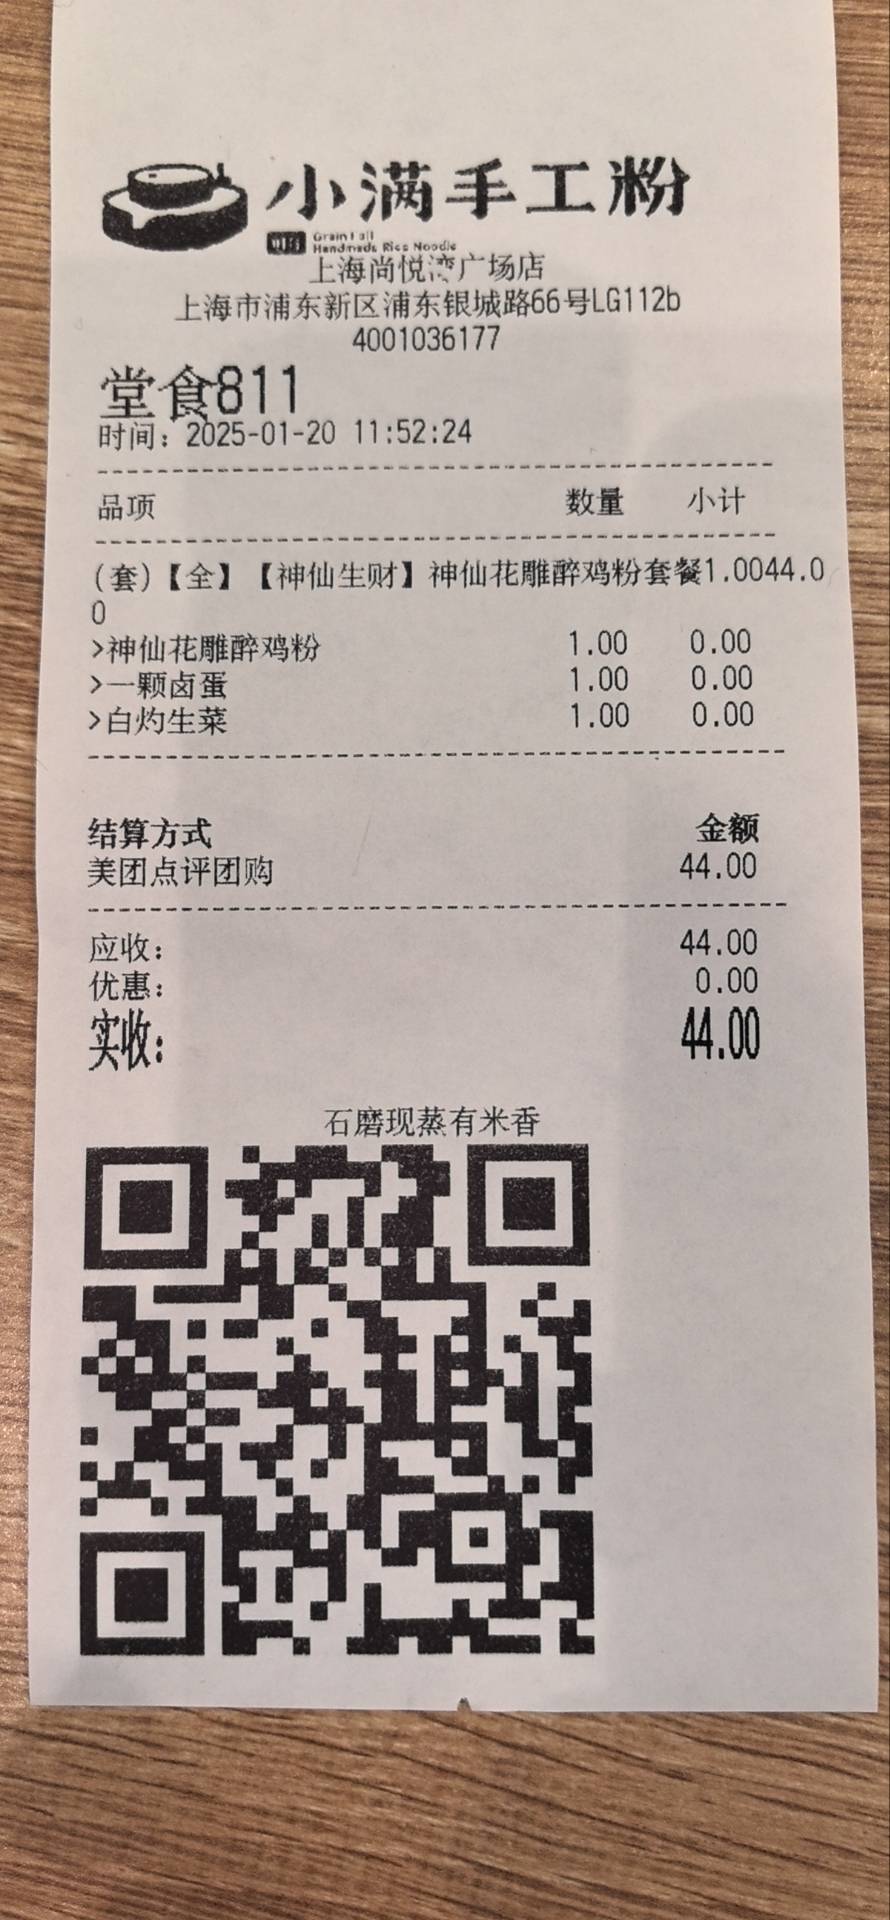 小满手工粉
Grain Full
Handmade Rice Noodle
上海尚悦湾广场店
上海市浦东新区浦东银城路66号LG112b
4001036177
堂食811
时间：2025-01-20 11:52:24
品项 数量 小计
(套)【全】【神仙生财】神仙花雕醉鸡粉套餐1.0044.0
0
>神仙花雕醉鸡粉 1.00 0.00
>一颗卤蛋 1.00 0.00
>白灼生菜 1.00 0.00
结算方式 金额
美团点评团购 44.00
应收： 44.00
优惠： 0.00
实收： 44.00
石磨现蒸有米香